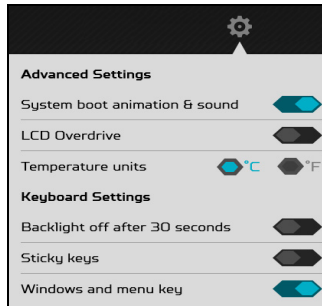 Advanced Settings
System boot animation & sound
LCD Overdrive
Temperature units °C °F
Keyboard Settings
Backlight off after 30 seconds
Sticky keys
Windows and menu key